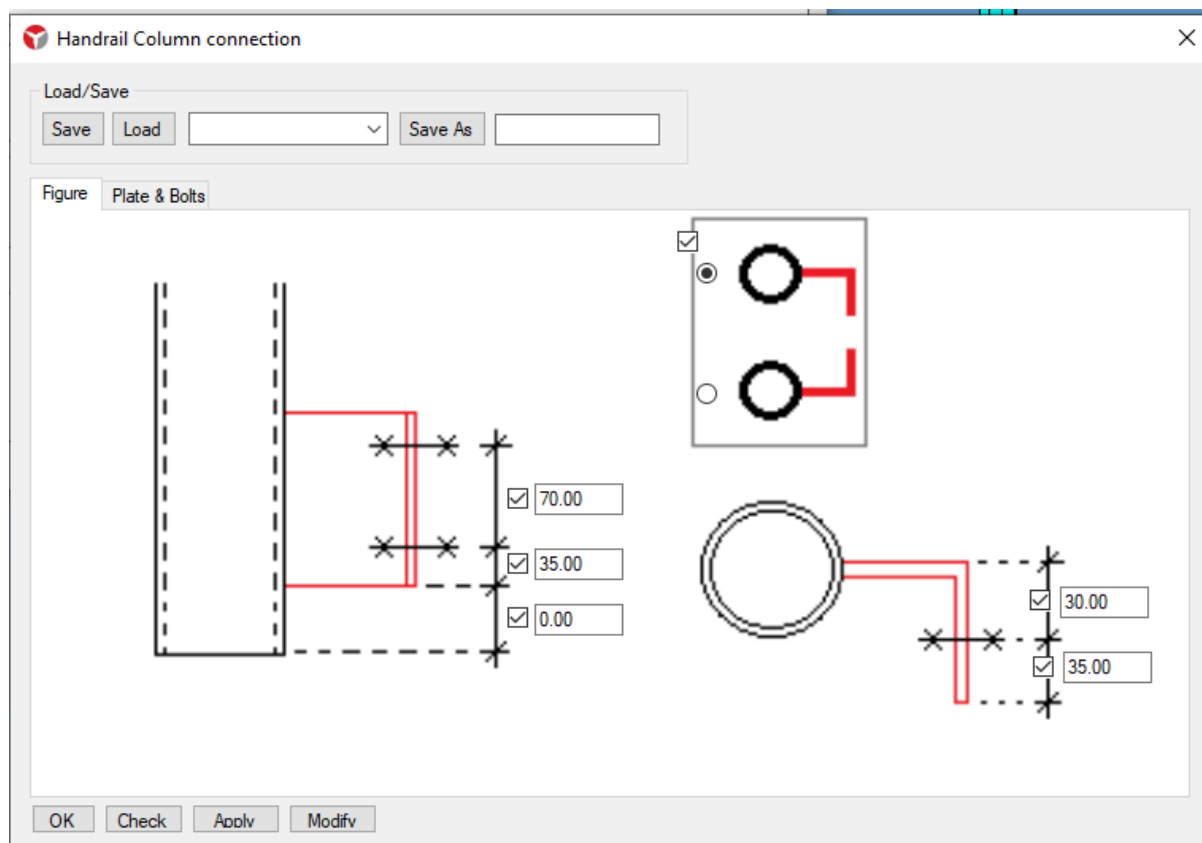 Handrail Column connection
Load/Save
Save Load Save As
Figure Plate & Bolts
70.00
35.00
0.00
30.00
35.00
OK Check Apply Modify